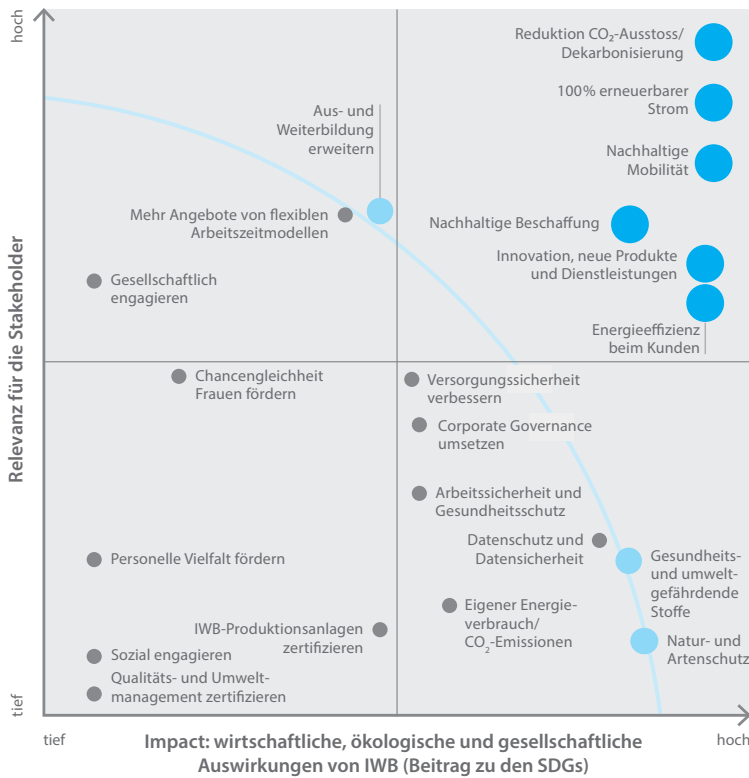 hoch
Relevanz für die Stakeholder
tief
Reduktion CO₂-Ausstoss/
Dekarbonisierung
100% erneuerbarer
Strom
Aus- und
Weiterbildung
erweitern
Nachhaltige
Mobilität
Mehr Angebote von flexiblen
Arbeitszeitmodellen
Nachhaltige Beschaffung
Innovation, neue Produkte
und Dienstleistungen
Gesellschaftlich
engagieren
Energieeffizienz
beim Kunden
Chancengleichheit
Frauen fördern
Versorgungssicherheit
verbessern
Corporate Governance
umsetzen
Arbeitssicherheit und
Gesundheitsschutz
Datenschutz und
Datensicherheit
Personelle Vielfalt fördern
Gesundheits-
und umwelt-
gefährdende
Stoffe
Eigener Energie-
verbrauch/
CO₂-Emissionen
IWB-Produktionsanlagen
zertifizieren
Natur- und
Artenschutz
Sozial engagieren
Qualitäts- und Umwelt-
management zertifizieren
tief
Impact: wirtschaftliche, ökologische und gesellschaftliche
Auswirkungen von IWB (Beitrag zu den SDGs)
hoch